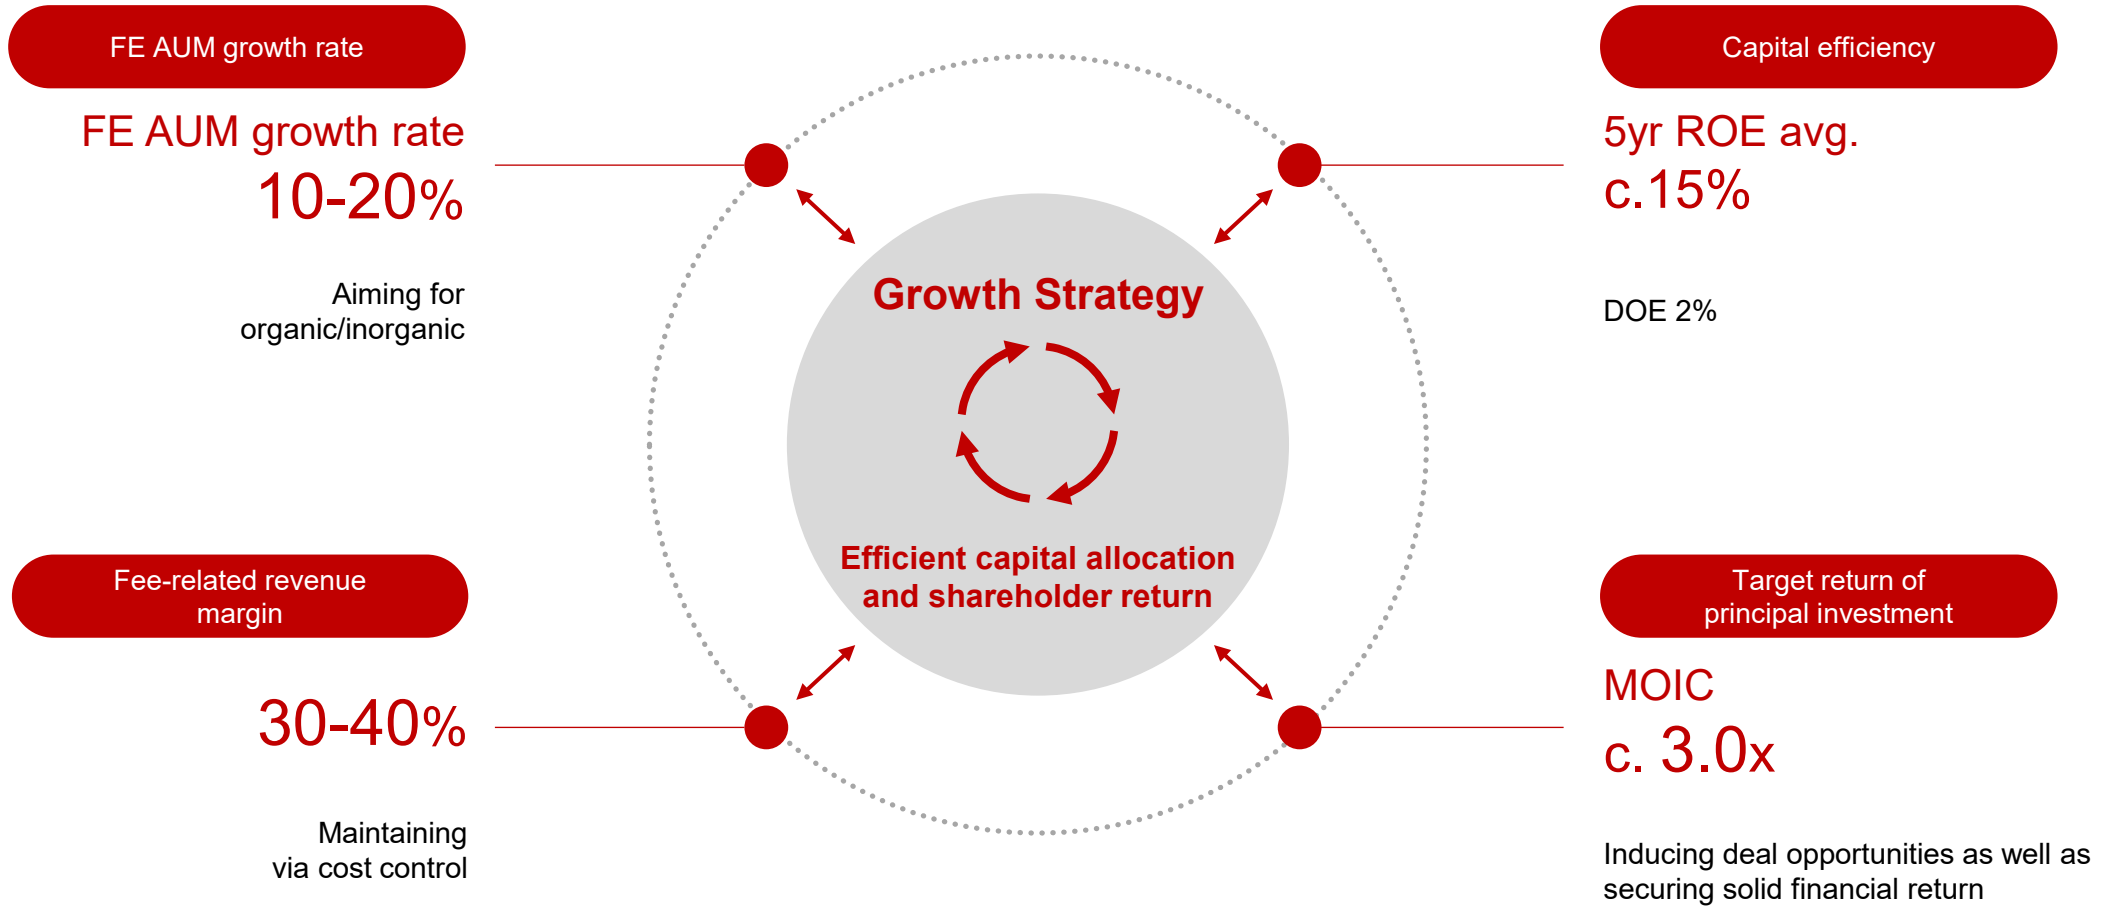 FE AUM growth rate
FE AUM growth rate
10-20%
Aiming for
organic/inorganic
Capital efficiency
5yr ROE avg.
c.15%
DOE 2%
Growth Strategy
Efficient capital allocation
and shareholder return
Fee-related revenue
margin
30-40%
Maintaining
via cost control
Target return of
principal investment
MOIC
c. 3.0x
Inducing deal opportunities as well as
securing solid financial return